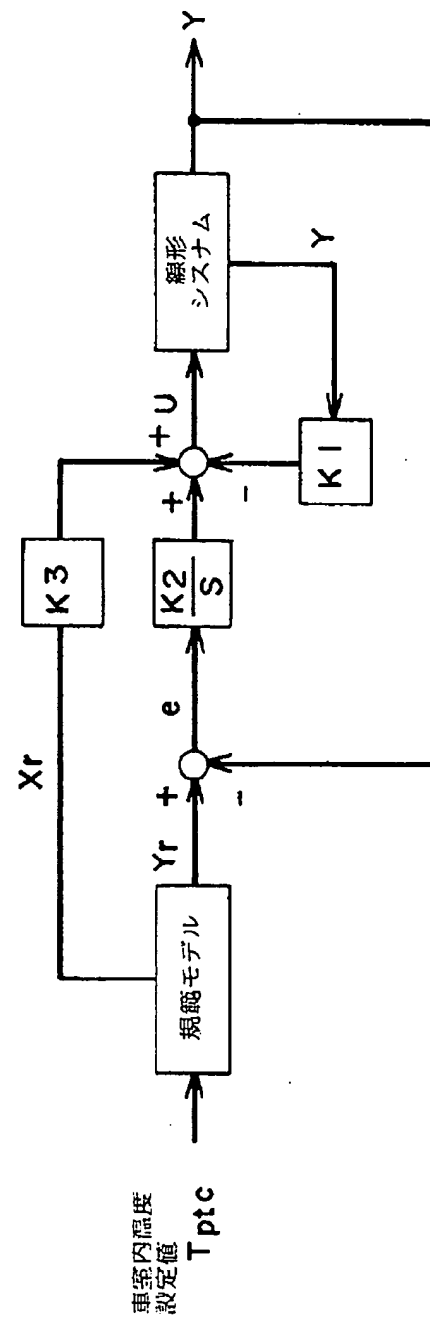 車室内温度
設定値
Tptc
規範モデル
Xr
Yr
+
-
e
K3
K2
S
+
+
-
U
K1
線形
システム
Y
Y